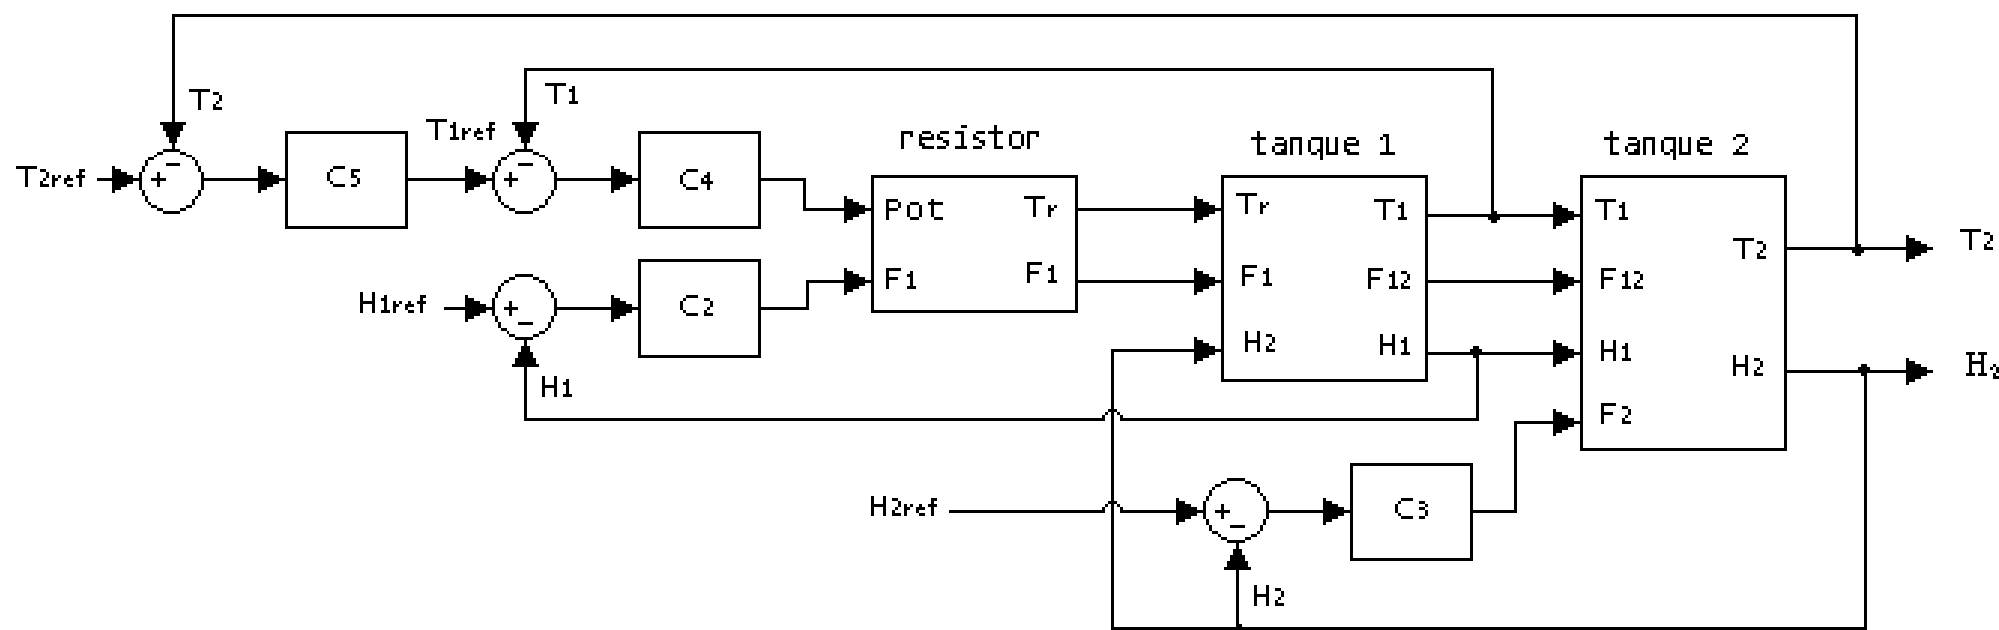 T2
T1
T1ref
resistor
tanque 1
tanque 2
T2ref
+
−
C5
+
−
C4
Pot
Tr
Tr
T1
T1
T2
T2
H1ref
+
−
C2
F1
F1
F1
F12
F12
H2
H1
H1
H2
H2
H1
F2
H2ref
+
−
C3
H2